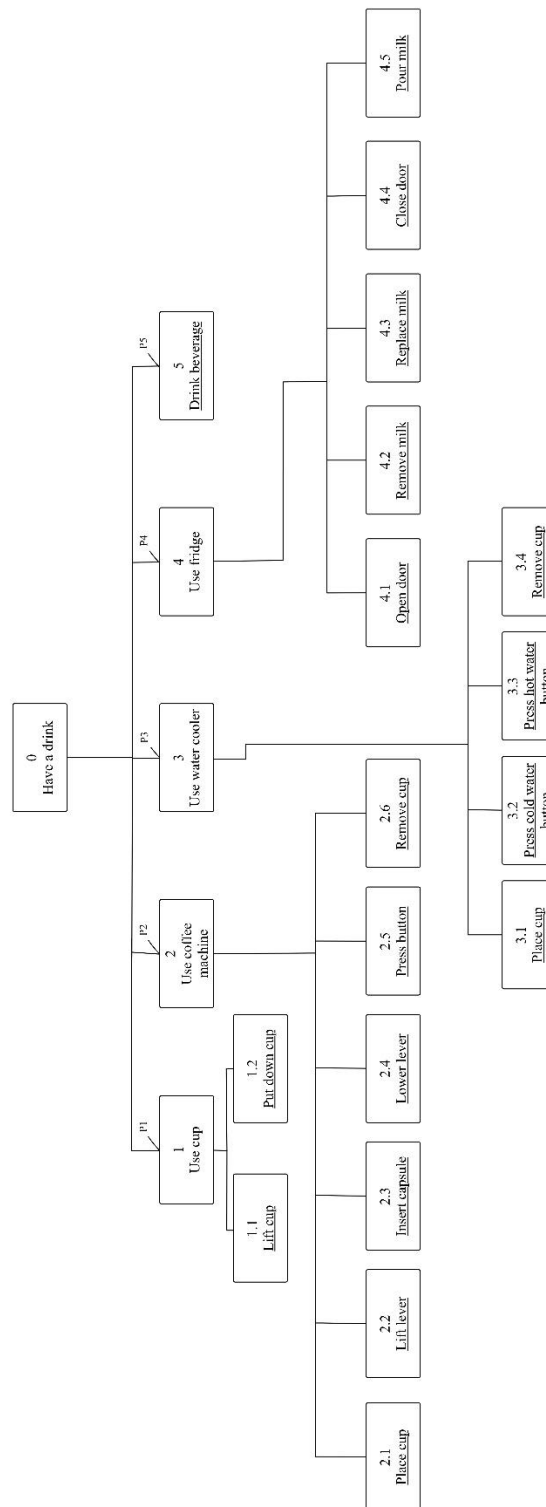 0
Have a drink
P1
P2
P3
P4
P5
1
Use cup
2
Use coffee
machine
3
Use water cooler
4
Use fridge
5
Drink beverage
1.1
Lift cup
1.2
Put down cup
2.1
Place cup
2.2
Lift lever
2.3
Insert capsule
2.4
Lower lever
2.5
Press button
2.6
Remove cup
4.1
Open door
4.2
Remove milk
4.3
Replace milk
4.4
Close door
4.5
Pour milk
3.1
Place cup
3.2
Press cold water
button
3.3
Press hot water
button
3.4
Remove cup